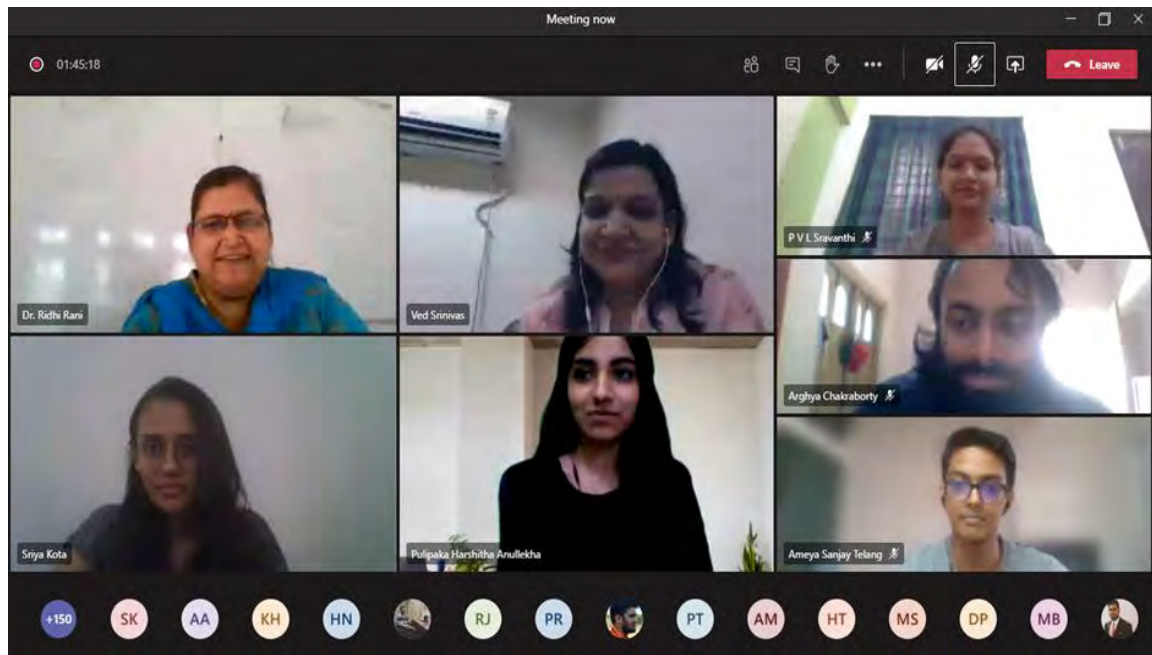 Meeting now
01:45:18
Leave
Dr. Ridhi Rani
Ved Srinivas
P V L Sravanthi
Arghya Chakraborty
Sriya Kota
Pulipaka Harshitha Anullekha
Ameya Sanjay Telang
+150
SK
AA
KH
HN
RJ
PR
PT
AM
HT
MS
DP
MB